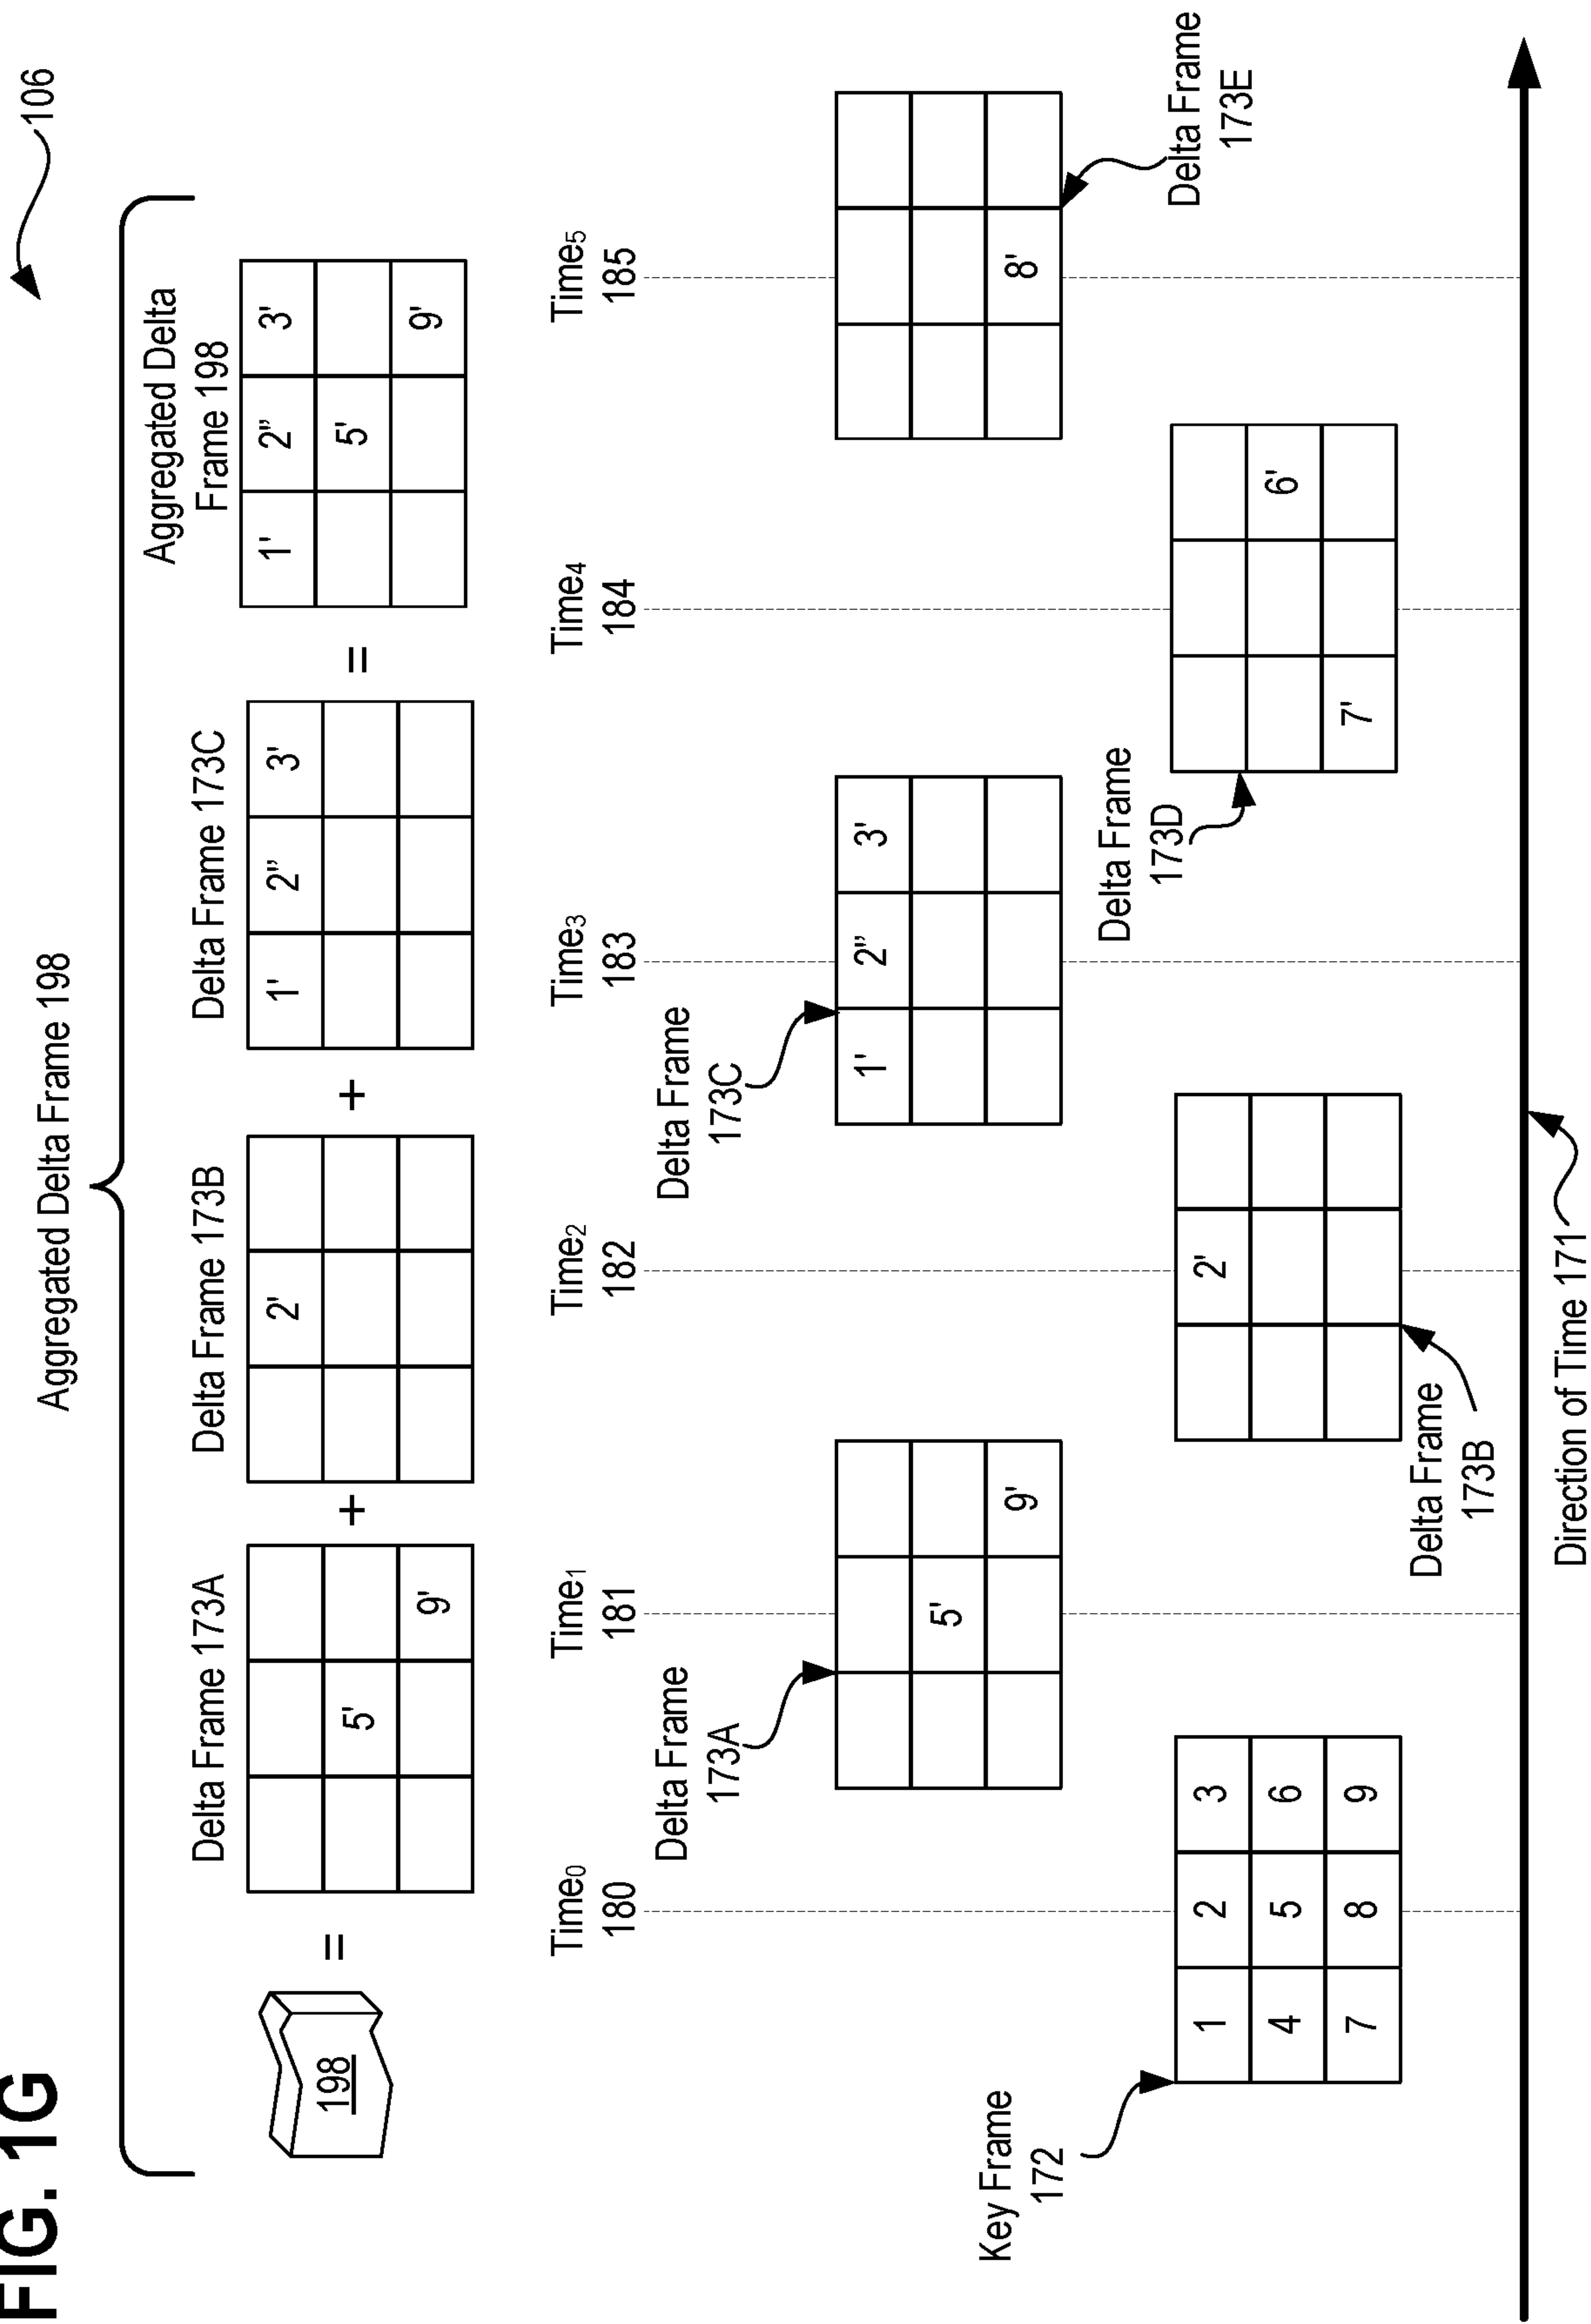 FIG. 1G
106
Aggregated Delta Frame 198
Delta Frame 173A
Delta Frame 173B
Delta Frame 173C
Aggregated Delta
Frame 198
198
=
5'
9'
+
2'
+
1' 2'' 3'
=
1' 2'' 3'
5'
9'
Time0
180
Time1
181
Time2
182
Time3
183
Time4
184
Time5
185
Key Frame
172
1 2 3
4 5 6
7 8 9
Delta Frame
173A
5'
9'
Delta Frame
173B
2'
Delta Frame
173C
1' 2'' 3'
Delta Frame
173D
6'
7'
Delta Frame
173E
8'
Direction of Time 171